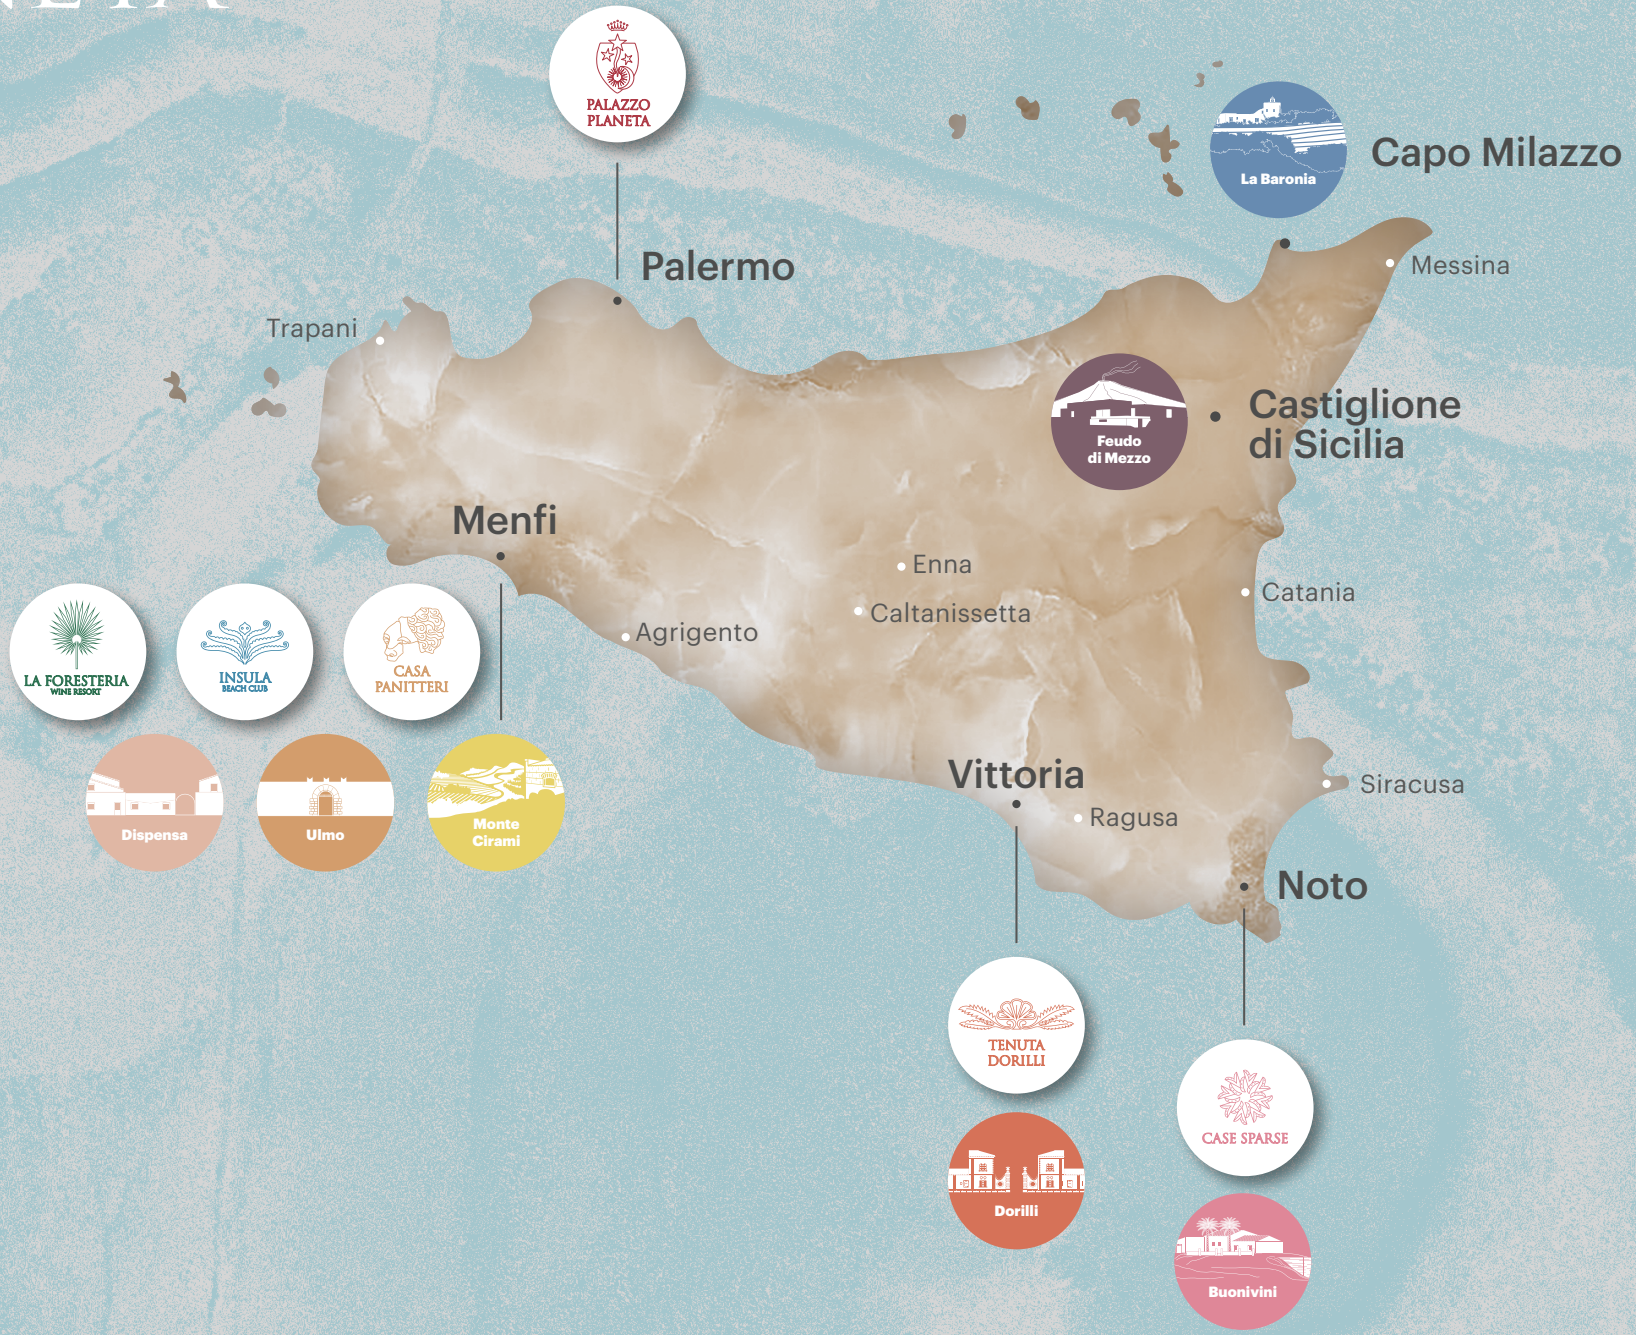 PALAZZO
PLANETA
La Baronia
Capo Milazzo
Palermo
Messina
Trapani
Feudo
di Mezzo
Castiglione
di Sicilia
Menfi
Enna
Catania
Caltanissetta
Agrigento
LA FORESTERIA
WINE RESORT
INSULA
BEACH CLUB
CASA
PANITTERI
Dispensa
Ulmo
Monte
Cirami
Vittoria
Siracusa
Ragusa
Noto
TENUTA
DORILLI
CASE SPARSE
Dorilli
Buonivini